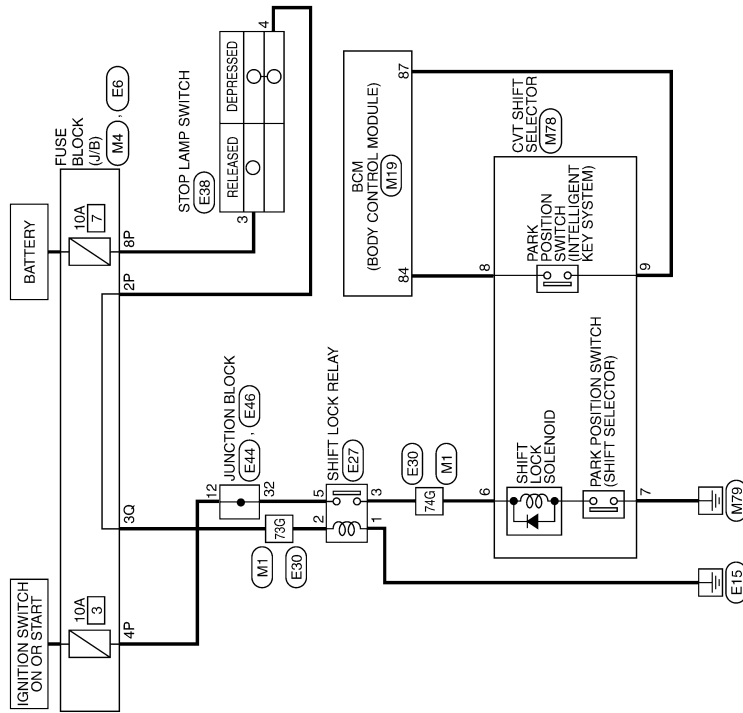 IGNITION SWITCH
ON OR START
BATTERY
FUSE
BLOCK
(J/B)
M4 , E6
10A
3
10A
7
4P
3Q
2P
8P
STOP LAMP SWITCH
E38
RELEASED
DEPRESSED
3
4
12
JUNCTION BLOCK
E44 , E46
32
M1
73G
E30
SHIFT LOCK RELAY
E27
2
5
1
3
E30
74G
M1
BCM
(BODY CONTROL MODULE)
M19
84
87
CVT SHIFT
SELECTOR
M78
6
8
SHIFT
LOCK
SOLENOID
PARK
POSITION
SWITCH
(INTELLIGENT
KEY SYSTEM)
PARK POSITION SWITCH
(SHIFT SELECTOR)
7
9
E15
M79